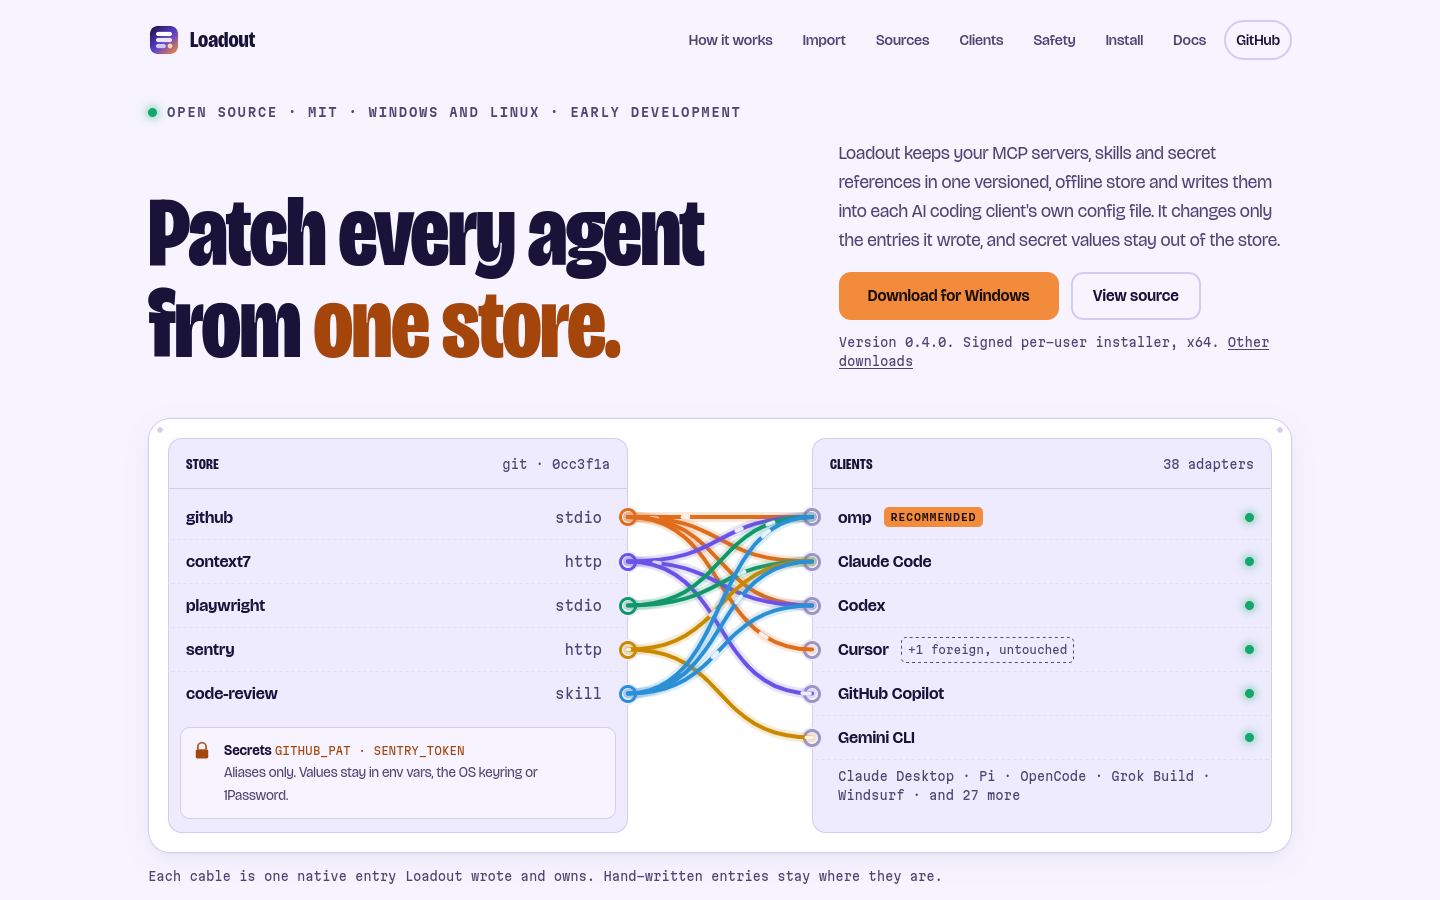 Loadout
How it works
Import
Sources
Clients
Safety
Install
Docs
GitHub
OPEN SOURCE · MIT · WINDOWS AND LINUX · EARLY DEVELOPMENT
Patch every agent
from one store.
Loadout keeps your MCP servers, skills and secret
references in one versioned, offline store and writes them
into each AI coding client's own config file. It changes only
the entries it wrote, and secret values stay out of the store.
Download for Windows
View source
Version 0.4.0. Signed per-user installer, x64. Other
downloads
STORE
git · 0cc3f1a
github
stdio
context7
http
playwright
stdio
sentry
http
code-review
skill
Secrets GITHUB_PAT · SENTRY_TOKEN
Aliases only. Values stay in env vars, the OS keyring or
1Password.
CLIENTS
38 adapters
omp
RECOMMENDED
Claude Code
Codex
Cursor
+1 foreign, untouched
GitHub Copilot
Gemini CLI
Claude Desktop · Pi · OpenCode · Grok Build ·
Windsurf · and 27 more
Each cable is one native entry Loadout wrote and owns. Hand-written entries stay where they are.